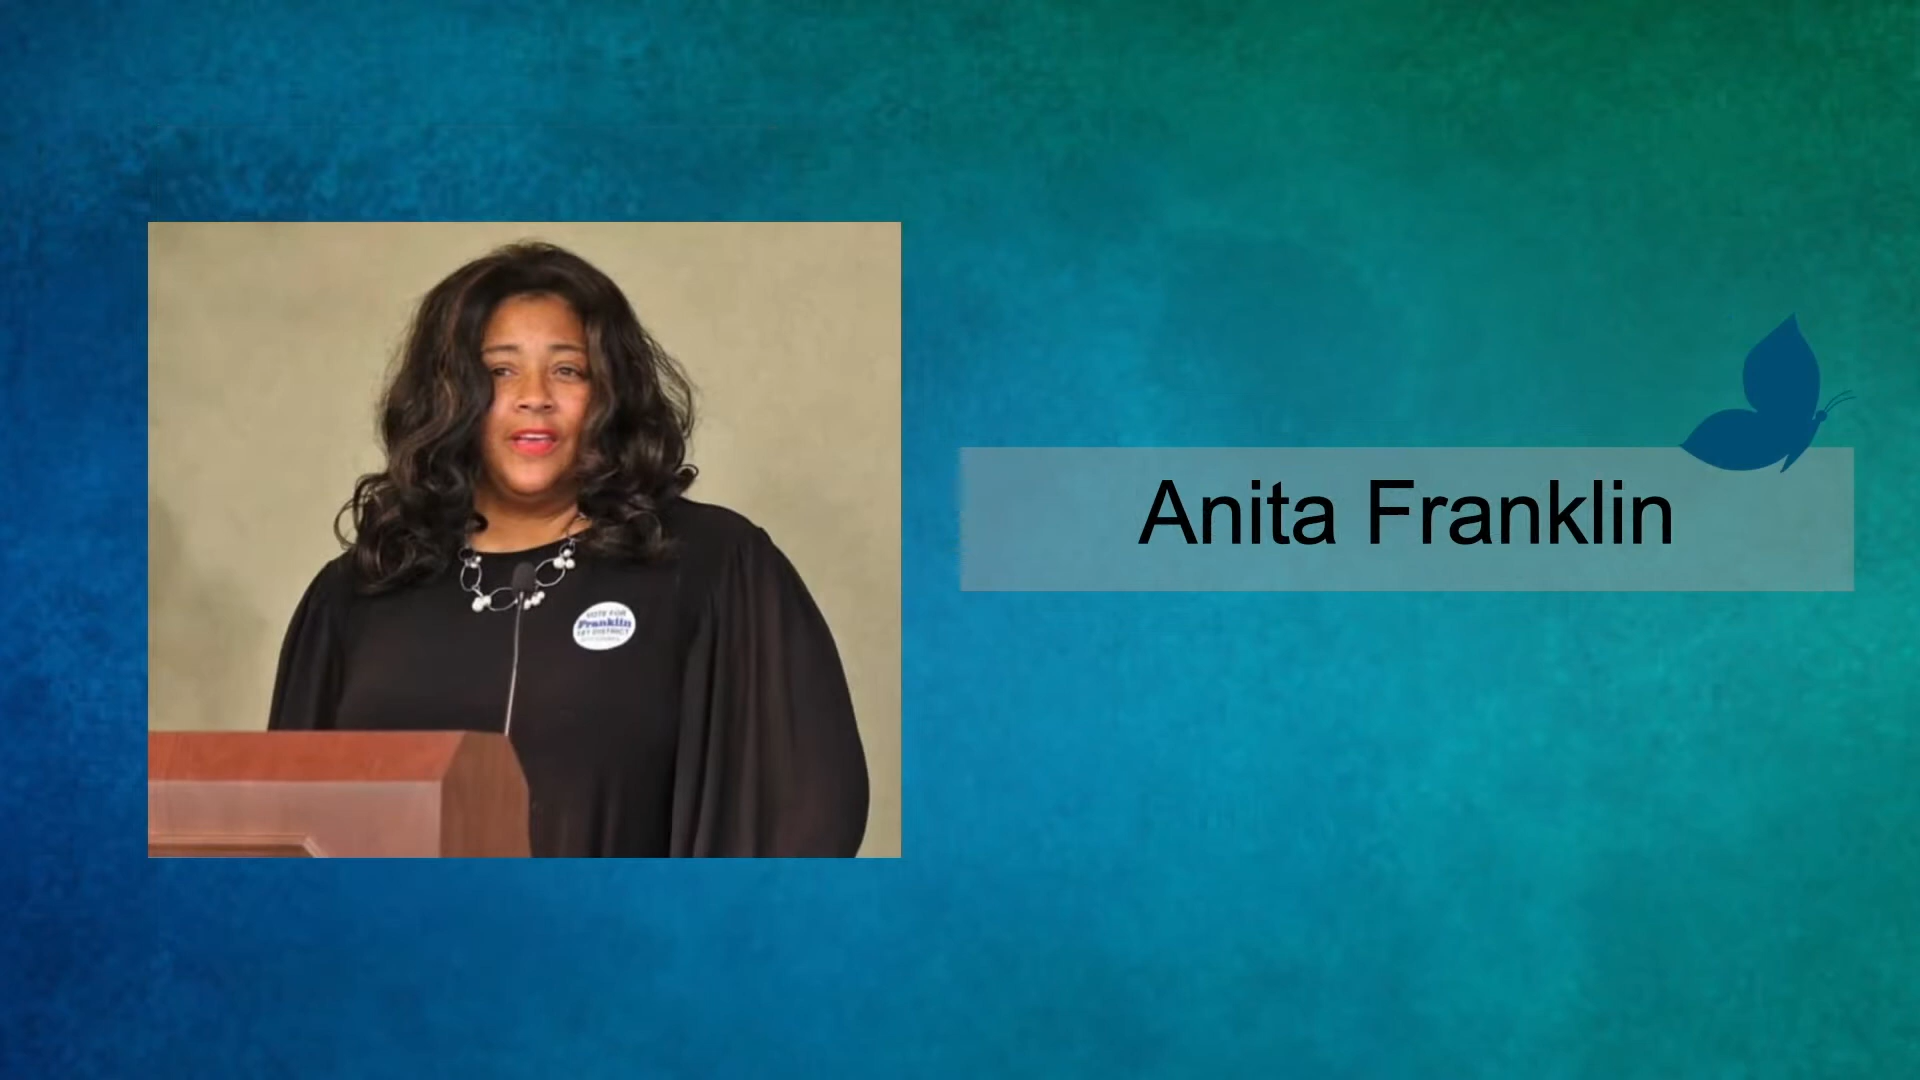 VOTE FOR
Franklin
1ST DISTRICT
Anita Franklin